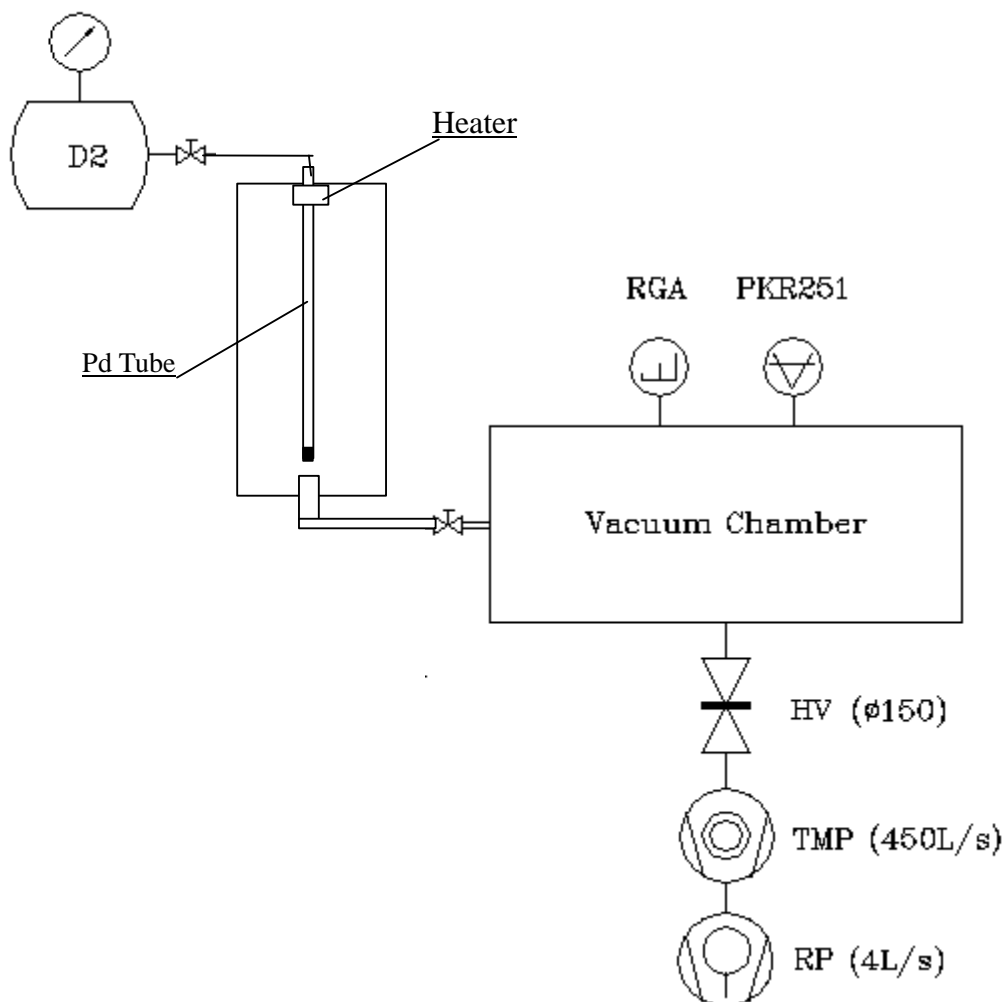 D2
Heater
Pd Tube
RGA
PKR251
Vacuum Chamber
HV (ø150)
TMP (450L/s)
RP (4L/s)